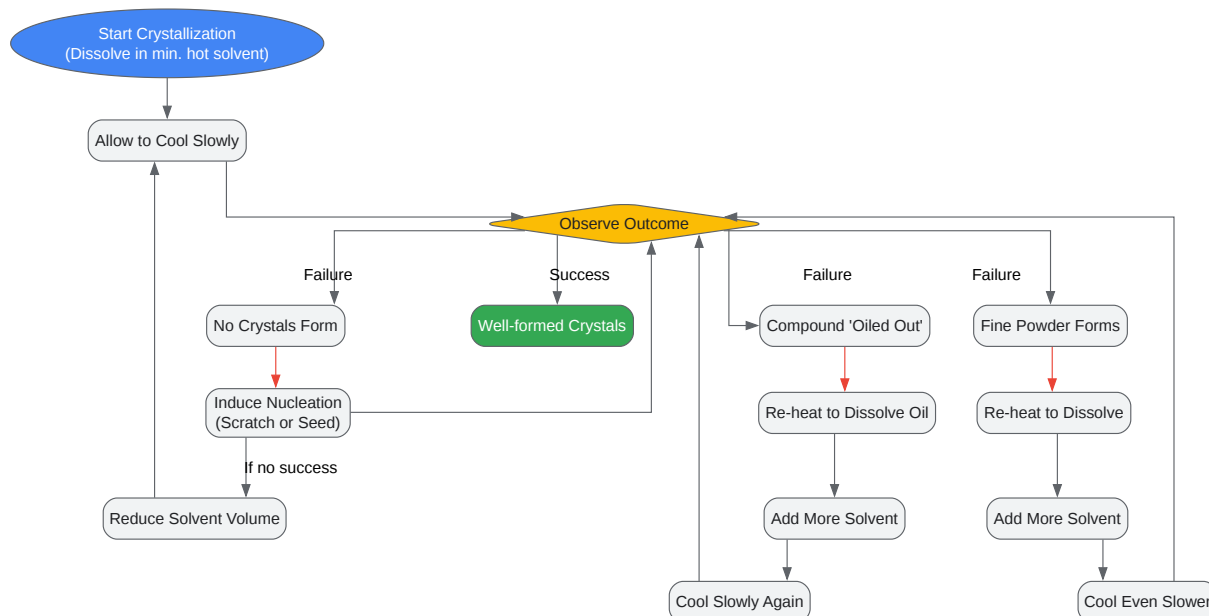 Start Crystallization
(Dissolve in min. hot solvent)
Allow to Cool Slowly
Observe Outcome
Failure
Success
Failure
Failure
No Crystals Form
Well-formed Crystals
Compound 'Oiled Out'
Fine Powder Forms
Induce Nucleation
(Scratch or Seed)
Re-heat to Dissolve Oil
Re-heat to Dissolve
If no success
Reduce Solvent Volume
Add More Solvent
Add More Solvent
Cool Slowly Again
Cool Even Slower